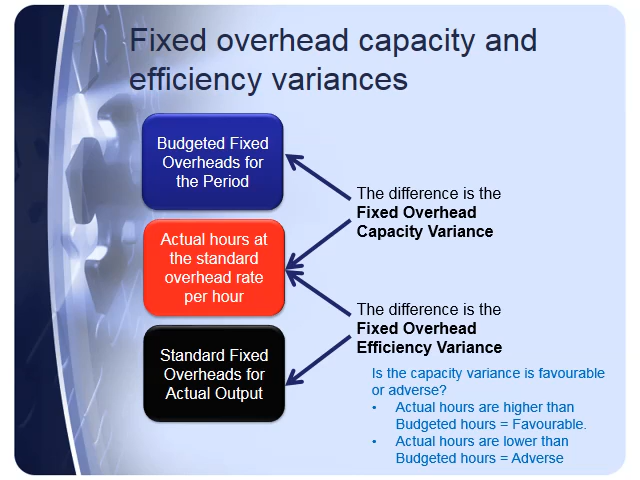 Fixed overhead capacity and
efficiency variances
Budgeted Fixed
Overheads for
the Period
The difference is the
Fixed Overhead
Capacity Variance
Actual hours at
the standard
overhead rate
per hour
The difference is the
Fixed Overhead
Efficiency Variance
Standard Fixed
Overheads for
Actual Output
Is the capacity variance is favourable
or adverse?
• Actual hours are higher than
Budgeted hours = Favourable.
• Actual hours are lower than
Budgeted hours = Adverse